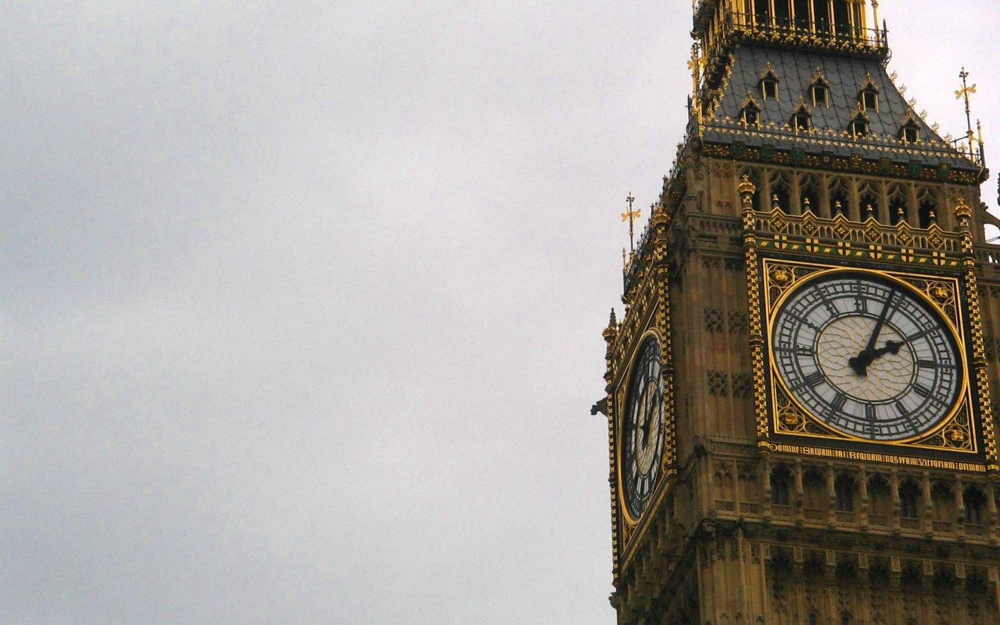 DOMINE SALVAM FAC REGINAM NOSTRAM VICTORIAM PRIMAM